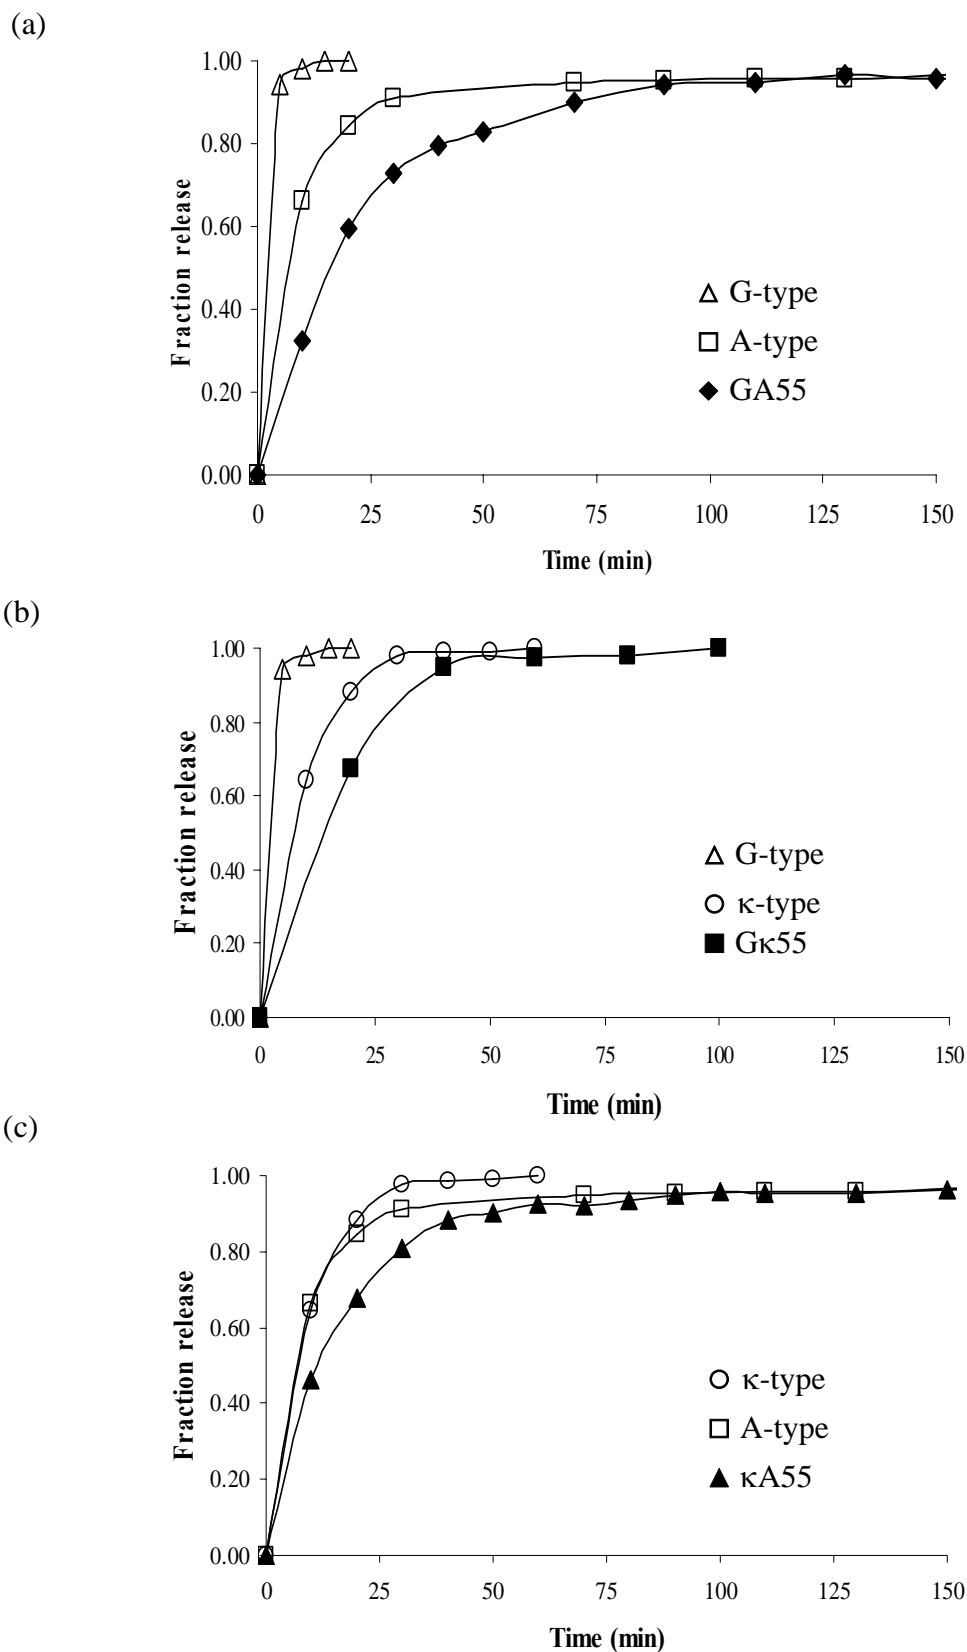 (a)
1.00
0.80
0.60
0.40
0.20
0.00
Fraction release
G-type
A-type
GA55
0 25 50 75 100 125 150
Time (min)
(b)
1.00
0.80
0.60
0.40
0.20
0.00
Fraction release
G-type
κ-type
Gκ55
0 25 50 75 100 125 150
Time (min)
(c)
1.00
0.80
0.60
0.40
0.20
0.00
Fraction release
κ-type
A-type
κA55
0 25 50 75 100 125 150
Time (min)